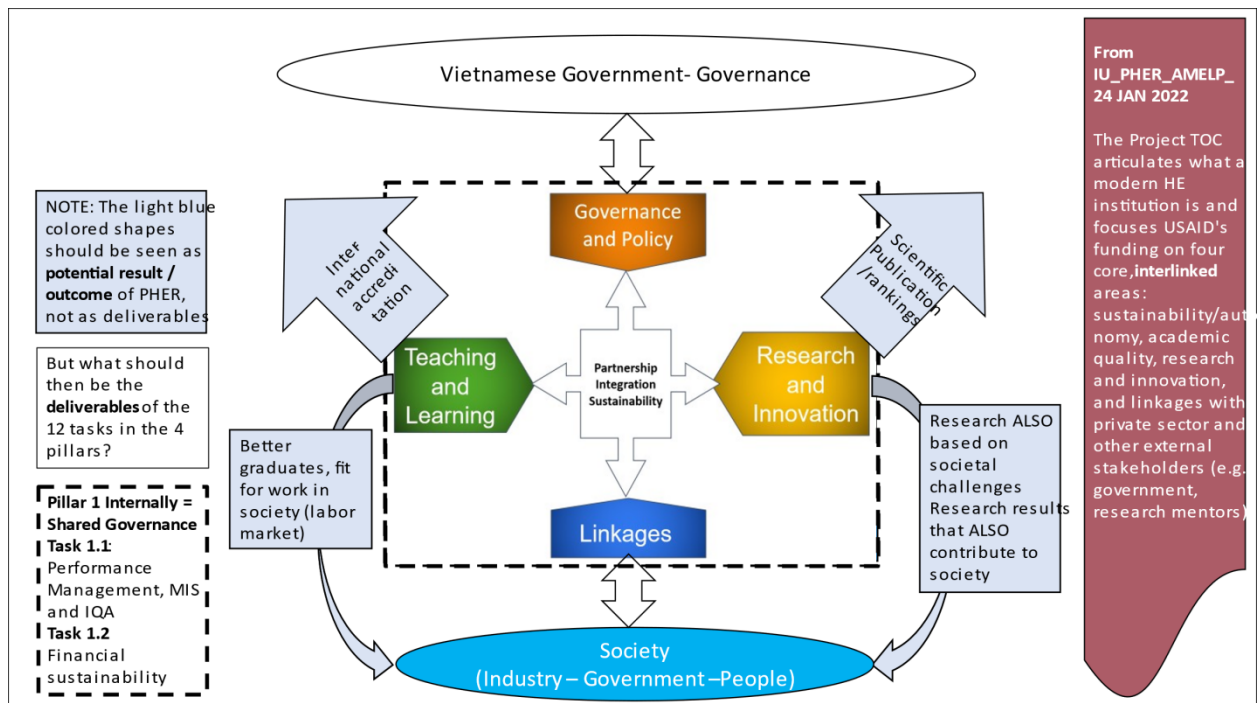 Vietnamese Government- Governance
From
IU_PHER_AMELP_
24 JAN 2022
The Project TOC
articulates what a
modern HE
institution is and
focuses USAID's
funding on four
core,interlinked
areas:
sustainability/auto
nomy, academic
quality, research
and innovation,
and linkages with
private sector and
other external
stakeholders (e.g.
government,
research mentors)
NOTE: The light blue
colored shapes
should be seen as
potential result /
outcome of PHER,
not as deliverables
But what should
then be the
deliverables of the
12 tasks in the 4
pillars?
Pillar 1 Internally =
Shared Governance
Task 1.1:
Performance
Management, MIS
and IQA
Task 1.2
Financial
sustainability
Inter
national
accredi
tation
Governance
and Policy
Scientific
Publication
/rankings
Teaching
and
Learning
Partnership
Integration
Sustainability
Research
and
Innovation
Linkages
Better
graduates, fit
for work in
society (labor
market)
Research ALSO
based on
societal
challenges
Research results
that ALSO
contribute to
society
Society
(Industry – Government –People)